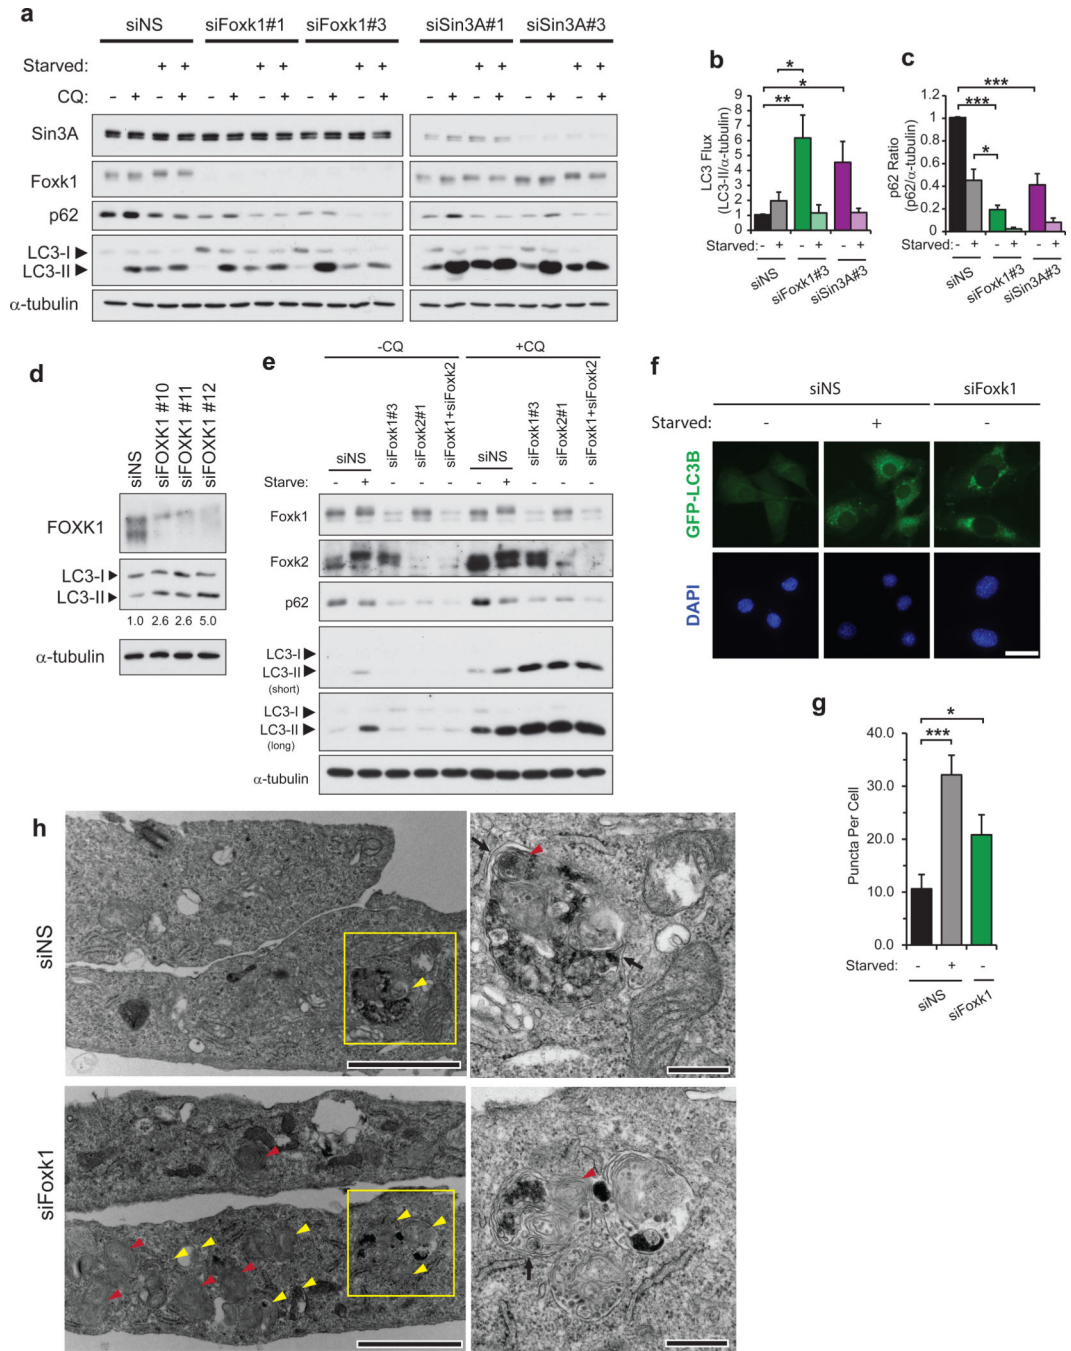 a
siNS siFoxk1#1 siFoxk1#3 siSin3A#1 siSin3A#3
Starved: + + + + + + + + + +
CQ: - + - + - + - + - + - + - + - + - + - +
Sin3A
Foxk1
p62
LC3-I
LC3-II
α-tubulin
b
LC3 Flux
(LC3-II/α-tubulin)
9
8
7
6
5
4
3
2
1
0
* * **
Starved: - + - + - +
siNS siFoxk1#3 siSin3A#3
c
p62 Ratio
(p62/α-tubulin)
1.2
1
0.8
0.6
0.4
0.2
0
*** *** *
Starved: - + - + - +
siNS siFoxk1#3 siSin3A#3
d
siNS siFOXK1 #10 siFOXK1 #11 siFOXK1 #12
FOXK1
LC3-I
LC3-II
1.0 2.6 2.6 5.0
α-tubulin
e
-CQ +CQ
siNS siFoxk1#3 siFoxk2#1 siFoxk1+siFoxk2 siNS siFoxk1#3 siFoxk2#1 siFoxk1+siFoxk2
Starve: - + - - - - + - - -
Foxk1
Foxk2
p62
LC3-I
LC3-II
(short)
LC3-I
LC3-II
(long)
α-tubulin
f
siNS siFoxk1
Starved: - + -
GFP-LC3B
DAPI
g
Puncta Per Cell
40.0
30.0
20.0
10.0
0.0
* ***
Starved: - + -
siNS siFoxk1
h
siNS
siFoxk1